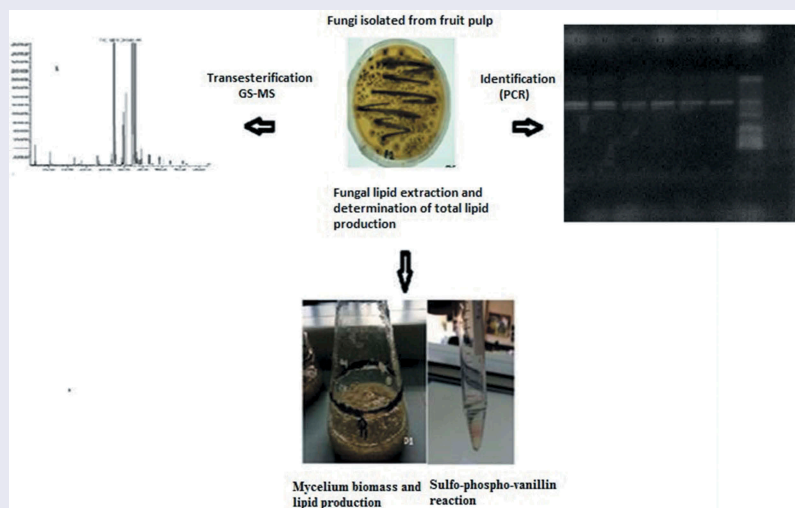 Fungi isolated from fruit pulp
Transesterification
GS-MS
Identification
(PCR)
Fungal lipid extraction and
determination of total lipid
production
P1
Mycelium biomass and
lipid production
Sulfo-phospho-vanillin
reaction